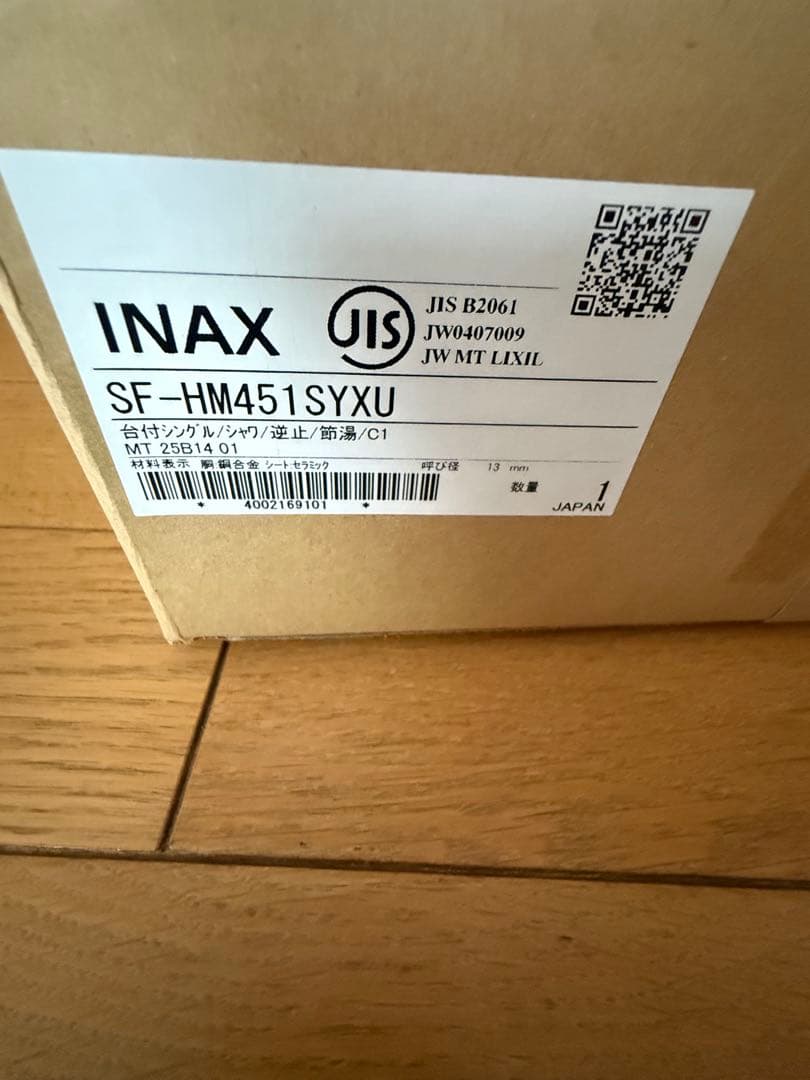 INAX
JIS
JIS B2061
JW0407009
JW MT LIXIL
SF-HM451SYXU
台付シングル/シャワ/逆止/節湯/C1
MT 25B14 01
材料表示 胴:銅合金 シート:セラミック 呼び径 13 mm
数量 1
* 4002169101 *
JAPAN